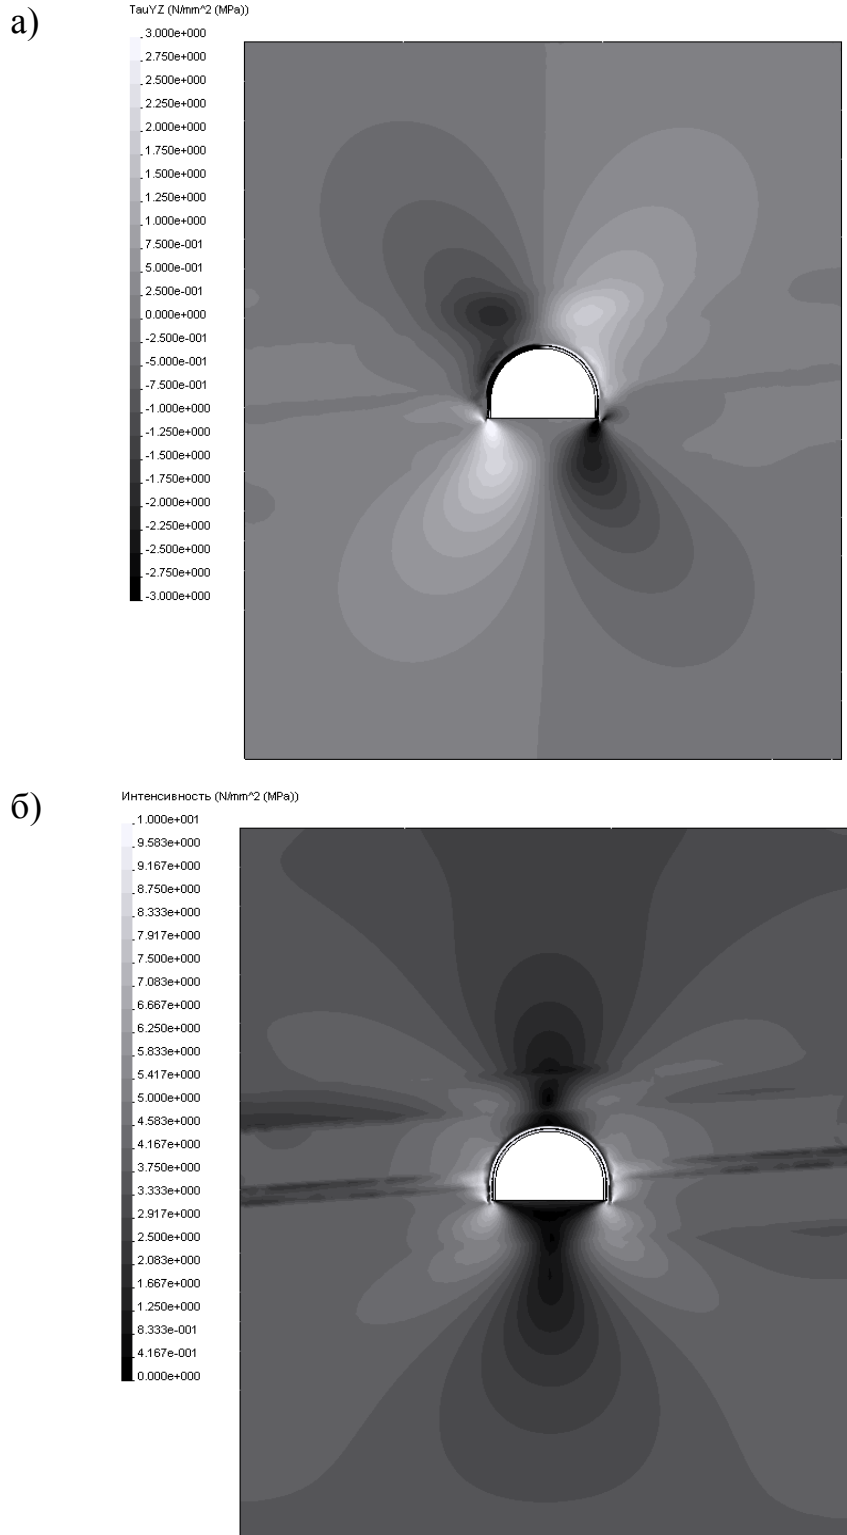 а)
TauYZ (N/mm^2 (MPa))
3.000e+000
2.750e+000
2.500e+000
2.250e+000
2.000e+000
1.750e+000
1.500e+000
1.250e+000
1.000e+000
7.500e-001
5.000e-001
2.500e-001
0.000e+000
-2.500e-001
-5.000e-001
-7.500e-001
-1.000e+000
-1.250e+000
-1.500e+000
-1.750e+000
-2.000e+000
-2.250e+000
-2.500e+000
-2.750e+000
-3.000e+000
б)
Интенсивность (N/mm^2 (MPa))
1.000e+001
9.583e+000
9.167e+000
8.750e+000
8.333e+000
7.917e+000
7.500e+000
7.083e+000
6.667e+000
6.250e+000
5.833e+000
5.417e+000
5.000e+000
4.583e+000
4.167e+000
3.750e+000
3.333e+000
2.917e+000
2.500e+000
2.083e+000
1.667e+000
1.250e+000
8.333e-001
4.167e-001
0.000e+000